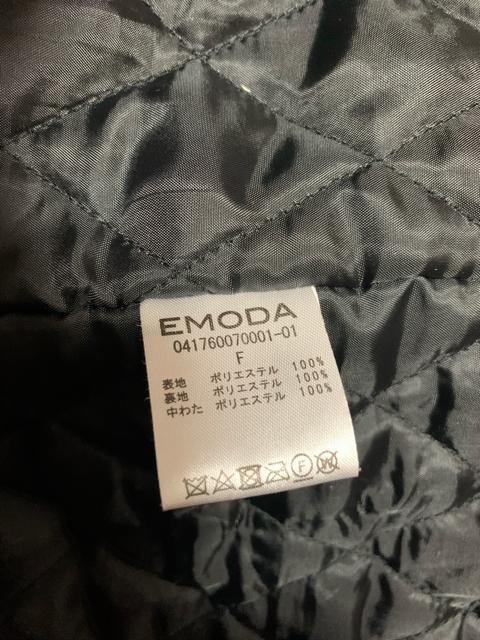 EMODA
041760070001-01
F
表地 ポリエステル 100%
裏地 ポリエステル 100%
中わた ポリエステル 100%
F
W